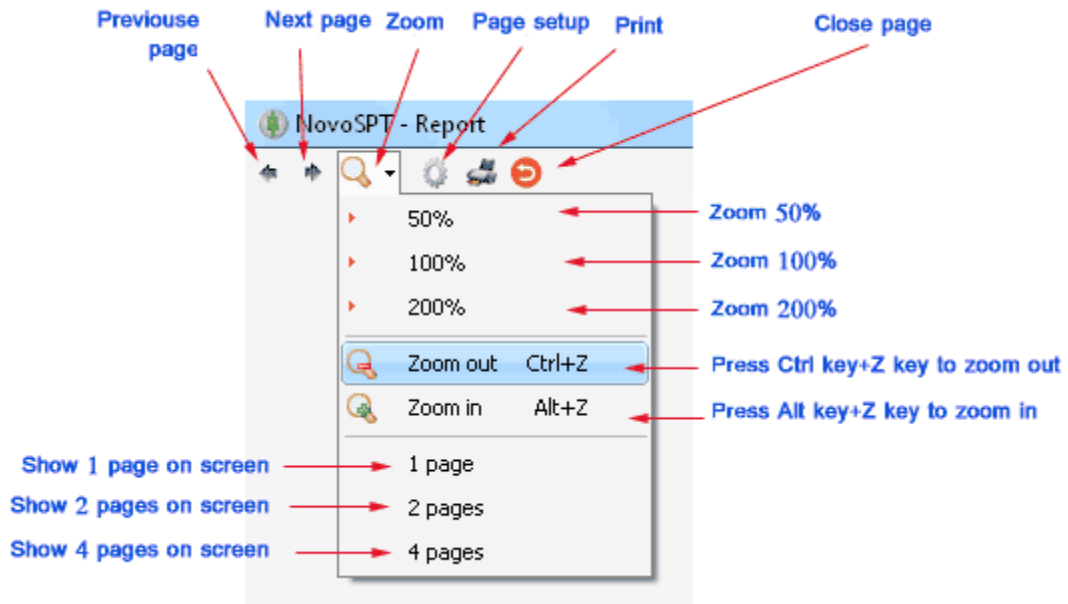 Previouse
page
Next page
Zoom
Page setup
Print
Close page
NovoSPT - Report
50%
Zoom 50%
100%
Zoom 100%
200%
Zoom 200%
Zoom out Ctrl+Z
Press Ctrl key+Z key to zoom out
Zoom in Alt+Z
Press Alt key+Z key to zoom in
Show 1 page on screen
1 page
Show 2 pages on screen
2 pages
Show 4 pages on screen
4 pages